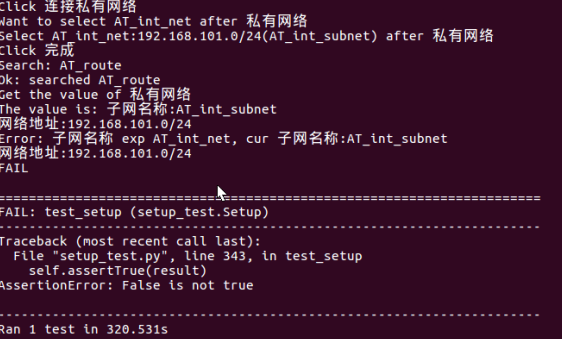 Click 连接私有网络
Want to select AT_int_net after 私有网络
Select AT_int_net:192.168.101.0/24(AT_int_subnet) after 私有网络
Click 完成
Search: AT_route
Ok: searched AT_route
Get the value of 私有网络
The value is: 子网名称:AT_int_subnet
网络地址:192.168.101.0/24
Error: 子网名称 exp AT_int_net, cur 子网名称:AT_int_subnet
网络地址:192.168.101.0/24
FAIL
======================================================================
FAIL: test_setup (setup_test.Setup)
----------------------------------------------------------------------
Traceback (most recent call last):
  File "setup_test.py", line 343, in test_setup
    self.assertTrue(result)
AssertionError: False is not true
----------------------------------------------------------------------
Ran 1 test in 320.531s